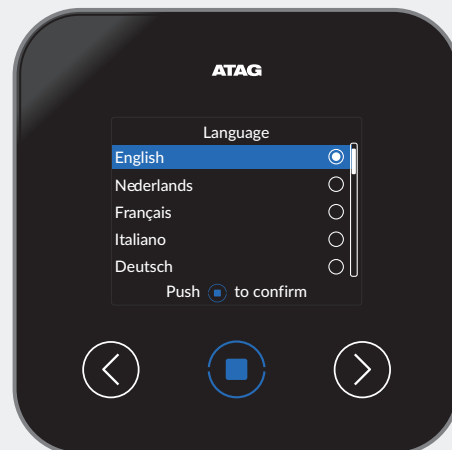 ATAG
Language
English
Nederlands
Français
Italiano
Deutsch
Push to confirm